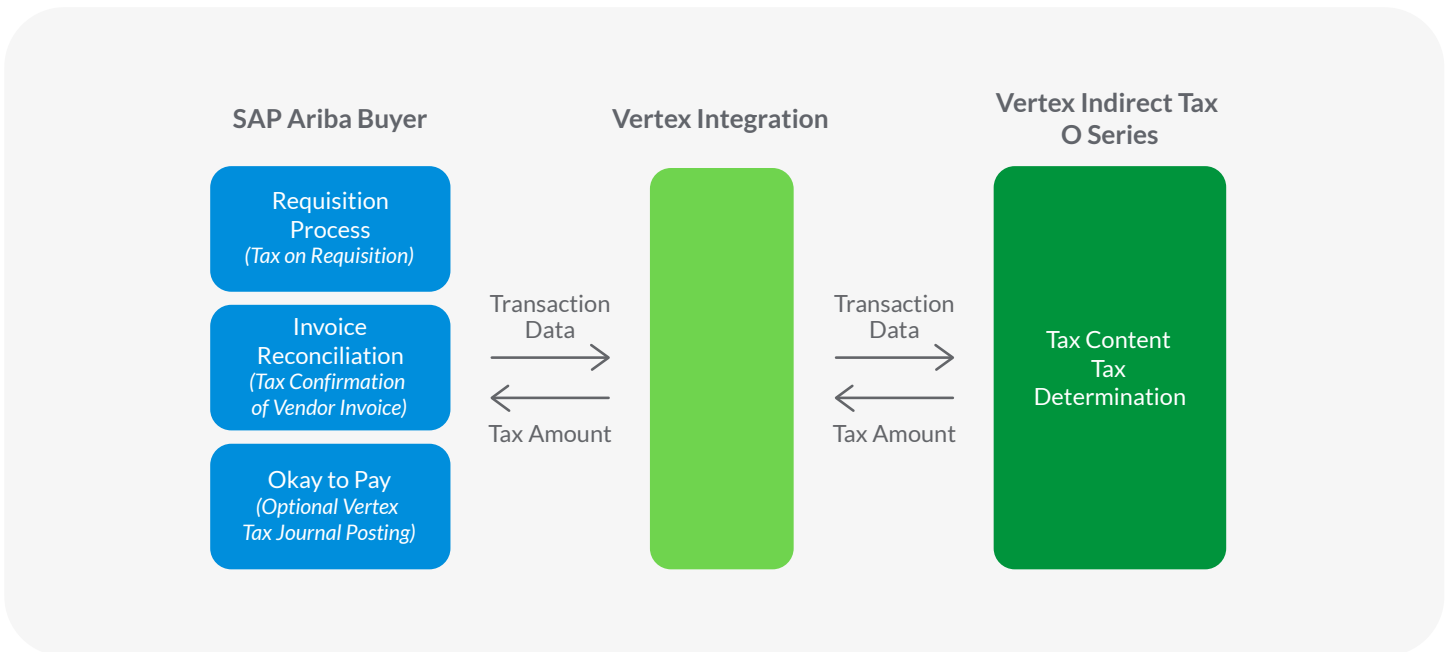 SAP Ariba Buyer
Requisition
Process
(Tax on Requisition)
Invoice
Reconciliation
(Tax Confirmation
of Vendor Invoice)
Okay to Pay
(Optional Vertex
Tax Journal Posting)
Transaction
Data
Tax Amount
Vertex Integration
Transaction
Data
Tax Amount
Vertex Indirect Tax
O Series
Tax Content
Tax
Determination